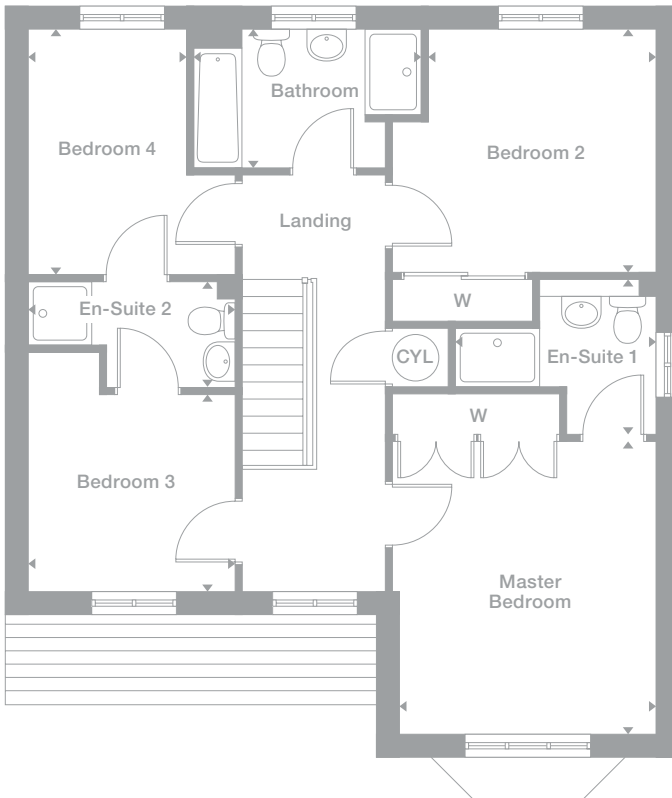 Bathroom
Bedroom 4
Bedroom 2
Landing
W
En-Suite 2
CYL
En-Suite 1
W
Bedroom 3
Master
Bedroom